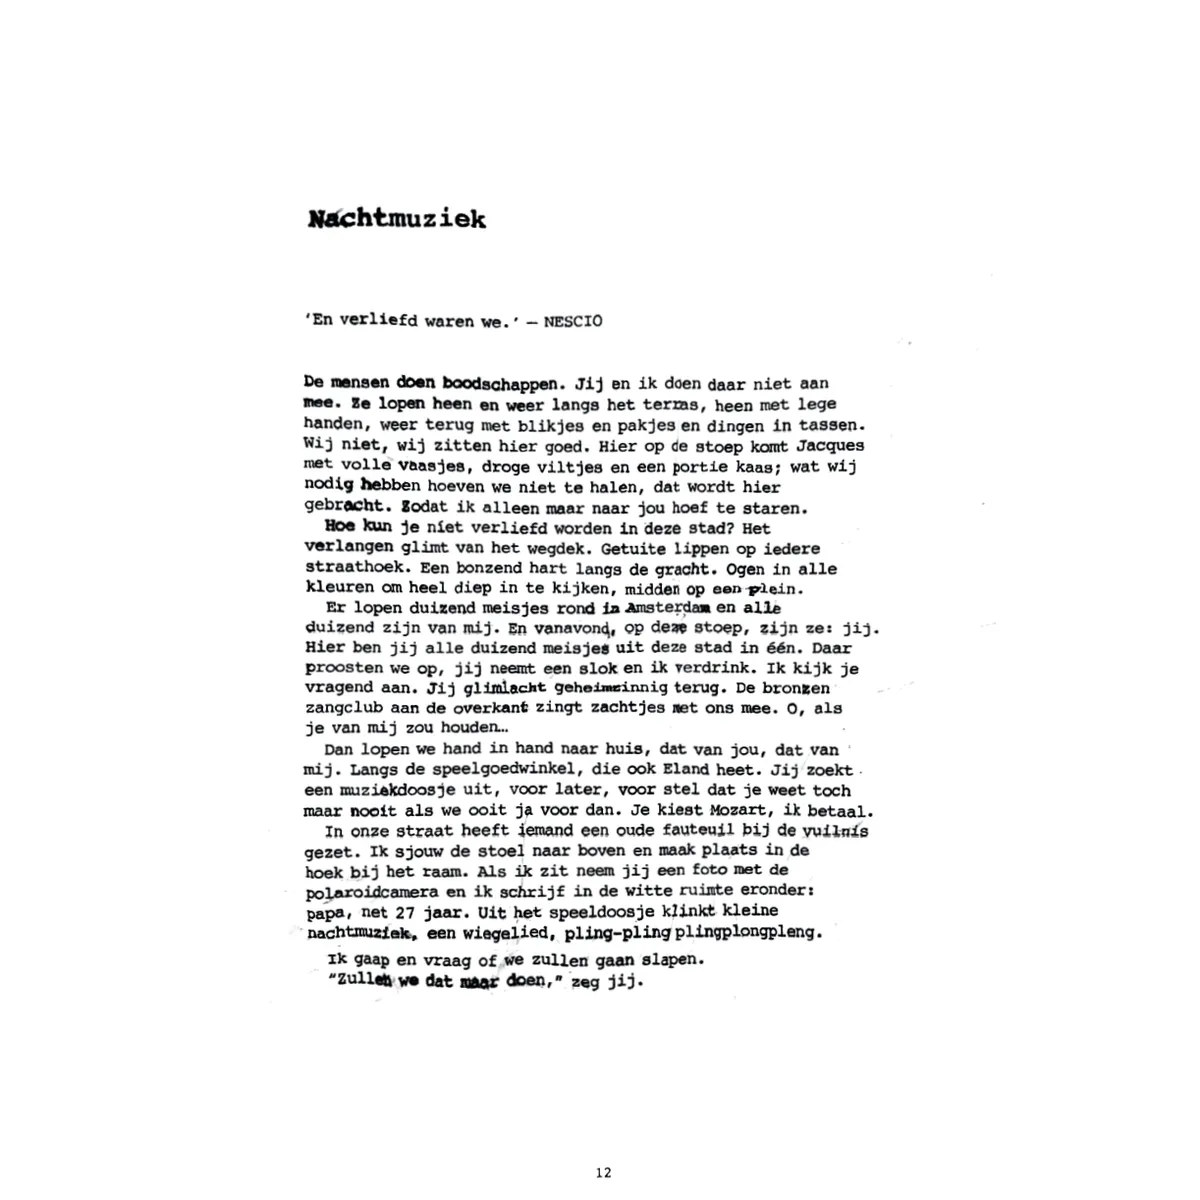 Nachtmuziek
'En verliefd waren we.' — NESCIO
De mensen doen boodschappen. Jij en ik doen daar niet aan
mee. Ze lopen heen en weer langs het terras, heen met lege
handen, weer terug met blikjes en pakjes en dingen in tassen.
Wij niet, wij zitten hier goed. Hier op de stoep komt Jacques
met volle vaasjes, droge viltjes en een portie kaas; wat wij
nodig hebben hoeven we niet te halen, dat wordt hier
gebracht. Zodat ik alleen maar naar jou hoef te staren.
Hoe kun je niet verliefd worden in deze stad? Het
verlangen glimt van het wegdek. Getuite lippen op iedere
straathoek. Een bonzend hart langs de gracht. Ogen in alle
kleuren om heel diep in te kijken, midden op een plein.
Er lopen duizend meisjes rond in Amsterdam en alle
duizend zijn van mij. En vanavond, op deze stoep, zijn ze: jij.
Hier ben jij alle duizend meisjes uit deze stad in één. Daar
proosten we op, jij neemt een slok en ik verdrink. Ik kijk je
vragend aan. Jij glimlacht geheimzinnig terug. De bronzen
zangclub aan de overkant zingt zachtjes met ons mee. O, als
je van mij zou houden…
Dan lopen we hand in hand naar huis, dat van jou, dat van
mij. Langs de speelgoedwinkel, die ook Eland heet. Jij zoekt
een muziekdoosje uit, voor later, voor stel dat je weet toch
maar nooit als we ooit ja voor dan. Je kiest Mozart, ik betaal.
In onze straat heeft iemand een oude fauteuil bij de vuilnis
gezet. Ik sjouw de stoel naar boven en maak plaats in de
hoek bij het raam. Als ik zit neem jij een foto met de
polaroidcamera en ik schrijf in de witte ruimte eronder:
papa, net 27 jaar. Uit het speeldoosje klinkt kleine
nachtmuziek, een wiegelied, pling-pling plingplongpleng.
Ik gaap en vraag of we zullen gaan slapen.
"Zullen we dat maar doen," zeg jij.
12